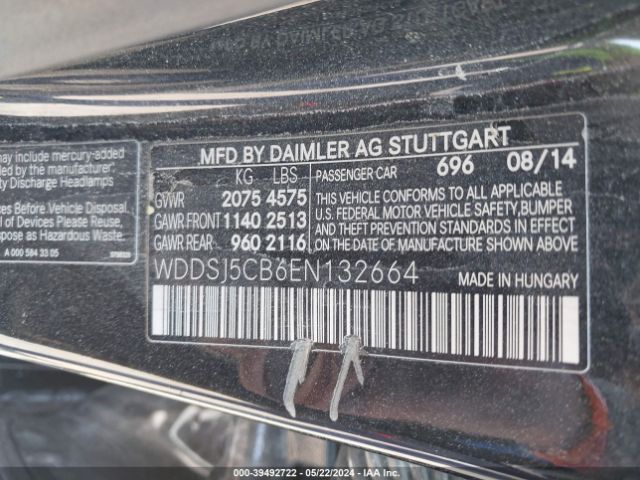 may include mercury-added
ed by the manufacturer:
ty Discharge Headlamps
es Before Vehicle Disposal.
l of Devices Please Reuse,
spose as Hazardous Waste.
A 000 584 33 05
MFD BY DAIMLER AG STUTTGART
KG LBS
GVWR 2075 4575
GAWR FRONT 1140 2513
GAWR REAR 960 2116
PASSENGER CAR 696 08/14
THIS VEHICLE CONFORMS TO ALL APPLICABLE
U.S. FEDERAL MOTOR VEHICLE SAFETY, BUMPER
AND THEFT PREVENTION STANDARDS IN EFFECT
ON THE DATE OF MANUFACTURE SHOWN ABOVE.
WDDSJ5CB6EN132664 MADE IN HUNGARY
000-39492722 - 05/22/2024 - IAA Inc.